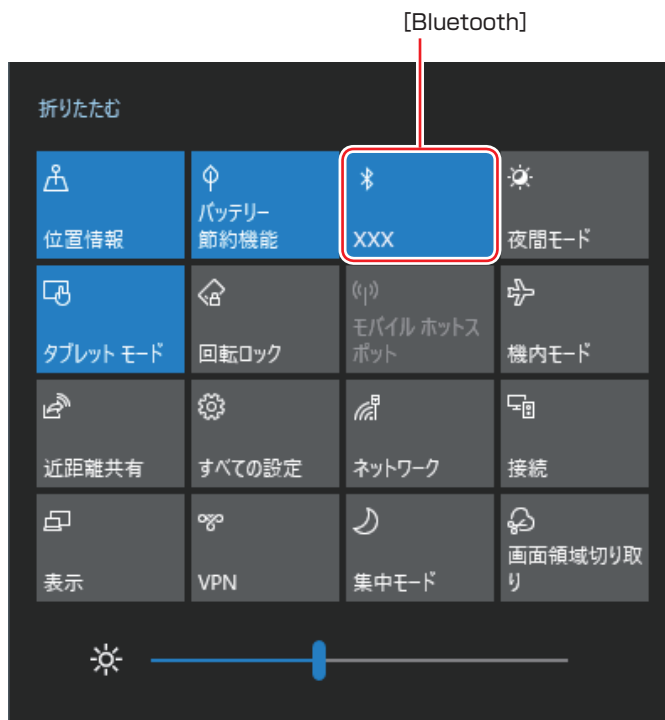 [Bluetooth]
折りたたむ
位置情報
バッテリー
節約機能
XXX
夜間モード
タブレット モード
回転ロック
モバイル ホットス
ポット
機内モード
近距離共有
すべての設定
ネットワーク
接続
表示
VPN
集中モード
画面領域切り取
り